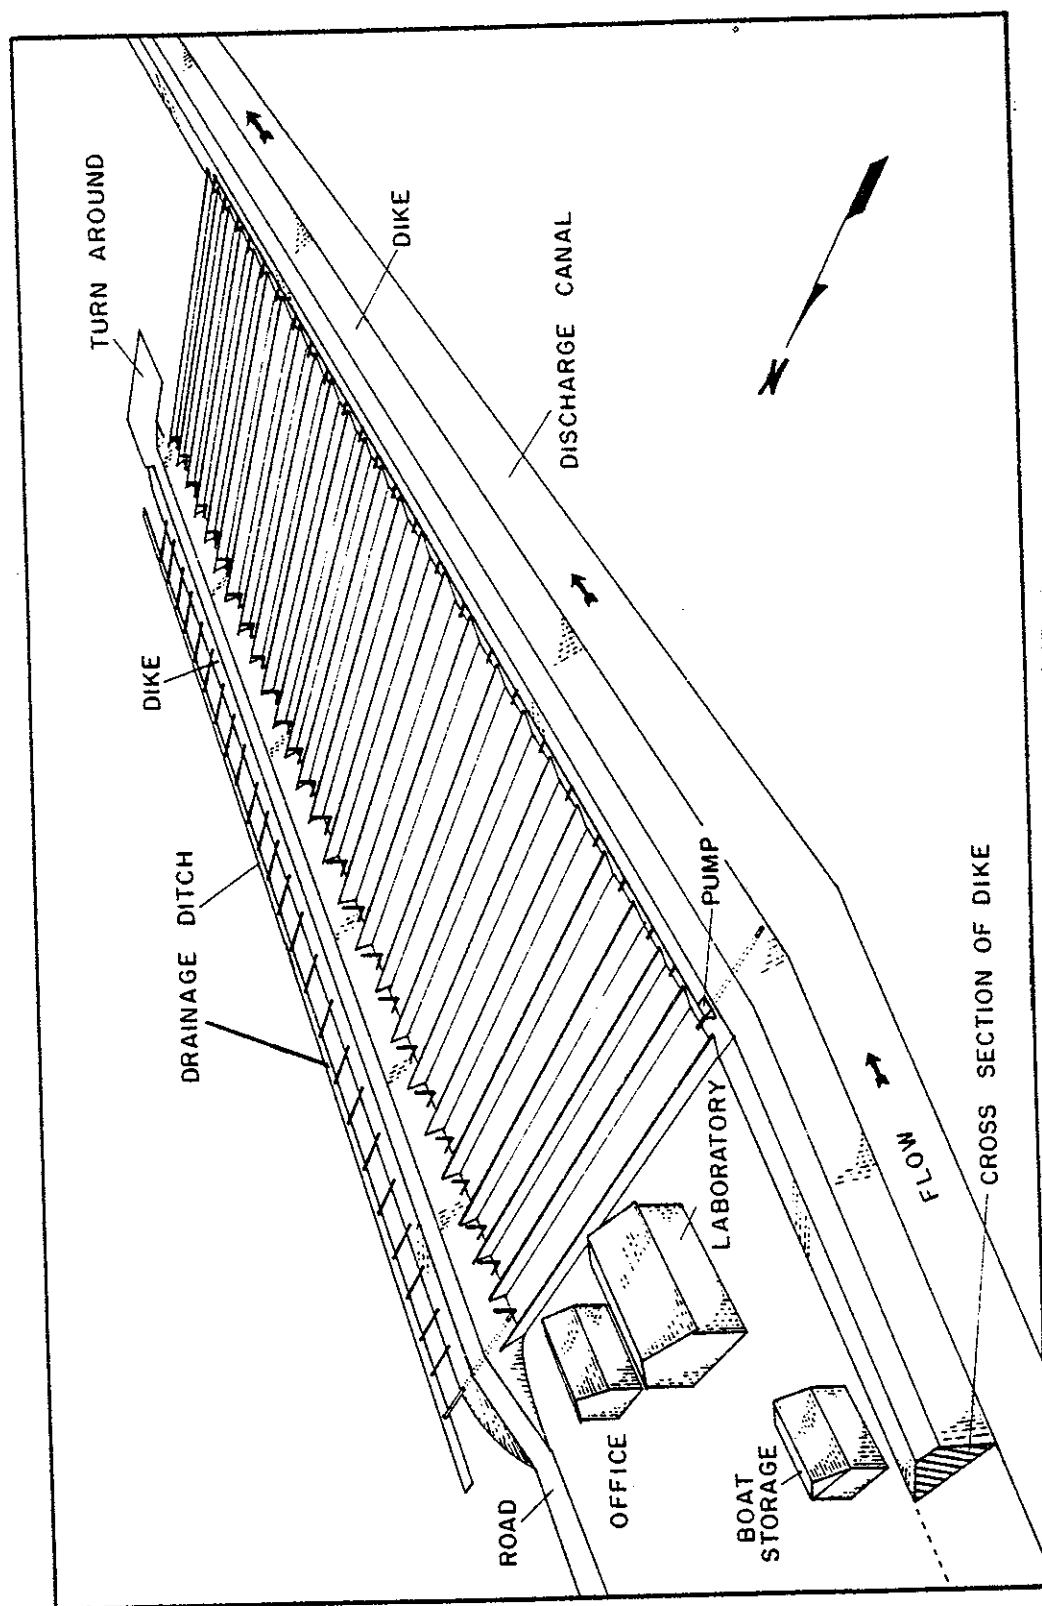 TURN AROUND
DIKE
DRAINAGE DITCH
DIKE
DISCHARGE CANAL
N
PUMP
LABORATORY
OFFICE
ROAD
BOAT
STORAGE
FLOW
CROSS SECTION OF DIKE